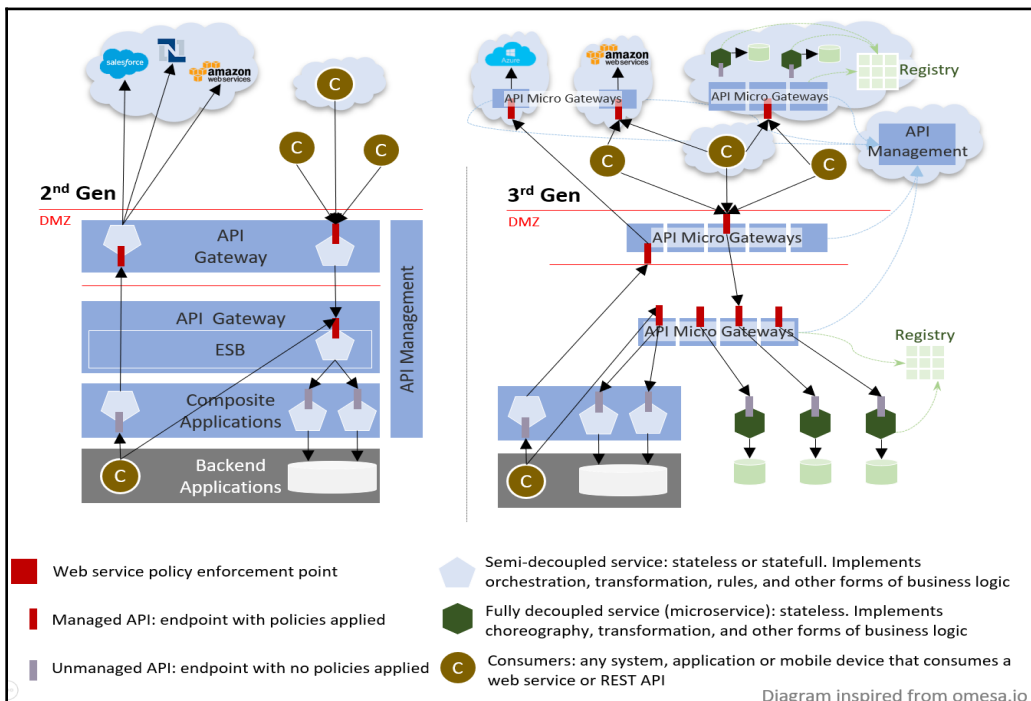 salesforce
N
amazon
web services
C
C
C
2nd Gen
DMZ
API
Gateway
API Gateway
ESB
Composite
Applications
C
Backend
Applications
API Management
Azure
amazon
web services
API Micro Gateways
API Micro Gateways
Registry
API
Management
C
C
C
3rd Gen
DMZ
API Micro Gateways
API Micro Gateways
Registry
C
Web service policy enforcement point
Managed API: endpoint with policies applied
Unmanaged API: endpoint with no policies applied
Semi-decoupled service: stateless or statefull. Implements
orchestration, transformation, rules, and other forms of business logic
Fully decoupled service (microservice): stateless. Implements
choreography, transformation, and other forms of business logic
C
Consumers: any system, application or mobile device that consumes a
web service or REST API
Diagram inspired from omesa.io